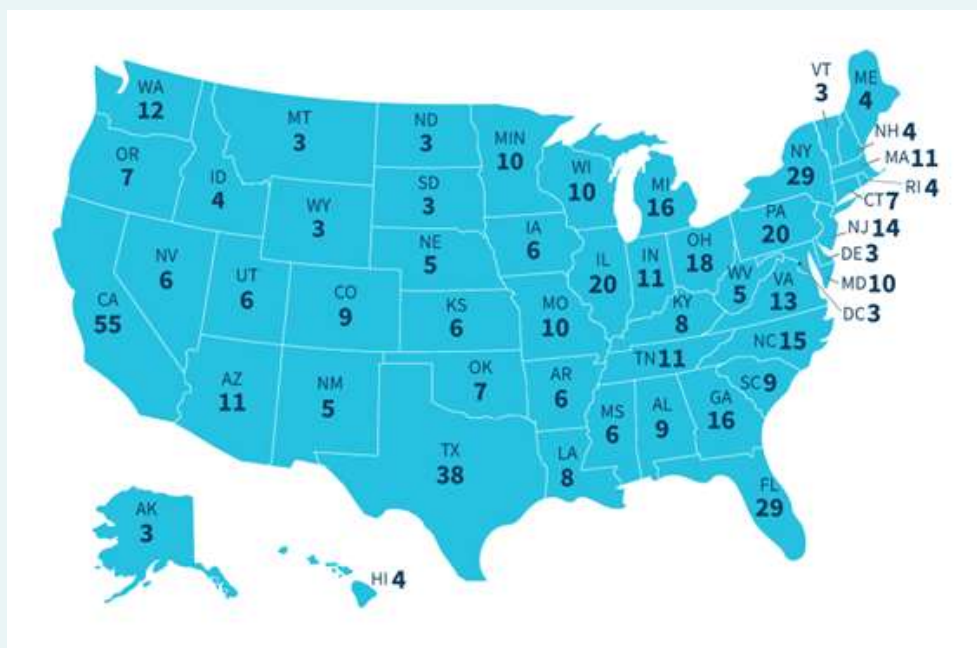 WA
12
OR
7
CA
55
NV
6
ID
4
MT
3
WY
3
UT
6
AZ
11
CO
9
NM
5
ND
3
SD
3
NE
5
KS
6
OK
7
TX
38
MIN
10
IA
6
MO
10
AR
6
LA
8
WI
10
IL
20
MI
16
IN
11
OH
18
KY
8
TN 11
MS
6
AL
9
GA
16
FL
29
SC 9
NC 15
VA
13
WV
5
PA
20
NY
29
VT
3
ME
4
NH 4
MA 11
RI 4
CT 7
NJ 14
DE 3
MD 10
DC 3
AK
3
HI 4